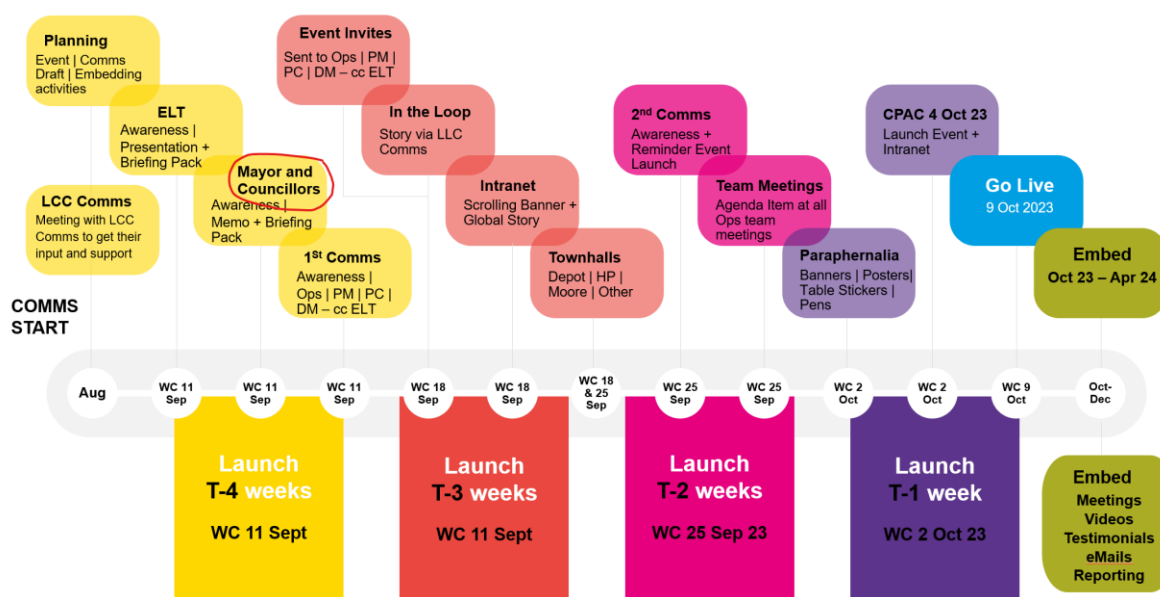 Planning
Event | Comms
Draft | Embedding
activities
ELT
Awareness |
Presentation +
Briefing Pack
Mayor and
Councillors
Awareness |
Memo + Briefing
Pack
LCC Comms
Meeting with LCC
Comms to get their
input and support
1St Comms
Awareness |
Ops | PM | PC |
DM – cc ELT
Event Invites
Sent to Ops | PM |
PC | DM – cc ELT
In the Loop
Story via LLC
Comms
Intranet
Scrolling Banner +
Global Story
Townhalls
Depot | HP |
Moore | Other
2nd Comms
Awareness +
Reminder Event
Launch
Team Meetings
Agenda Item at all
Ops team
meetings
Paraphernalia
Banners | Posters|
Table Stickers |
Pens
CPAC 4 Oct 23
Launch Event +
Intranet
Go Live
9 Oct 2023
Embed
Oct 23 – Apr 24
COMMS
START
Aug
WC 11
Sep
WC 11
Sep
WC 11
Sep
WC 18
Sep
WC 18
Sep
WC 18
& 25
Sep
WC 25
Sep
WC 25
Sep
WC 2
Oct
WC 2
Oct
WC 9
Oct
Oct-
Dec
Launch
T-4 weeks
WC 11 Sept
Launch
T-3 weeks
WC 11 Sept
Launch
T-2 weeks
WC 25 Sep 23
Launch
T-1 week
WC 2 Oct 23
Embed
Meetings
Videos
Testimonials
eMails
Reporting